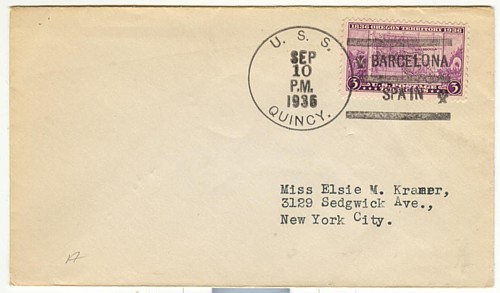 U. S. S.
SEP
10
P.M.
1936
QUINCY.
1836 OREGON TERRITORY 1936
BARCELONA
SPAIN
3 3
Miss Elsie M. Kramer,
3129 Sedgwick Ave.,
New York City.